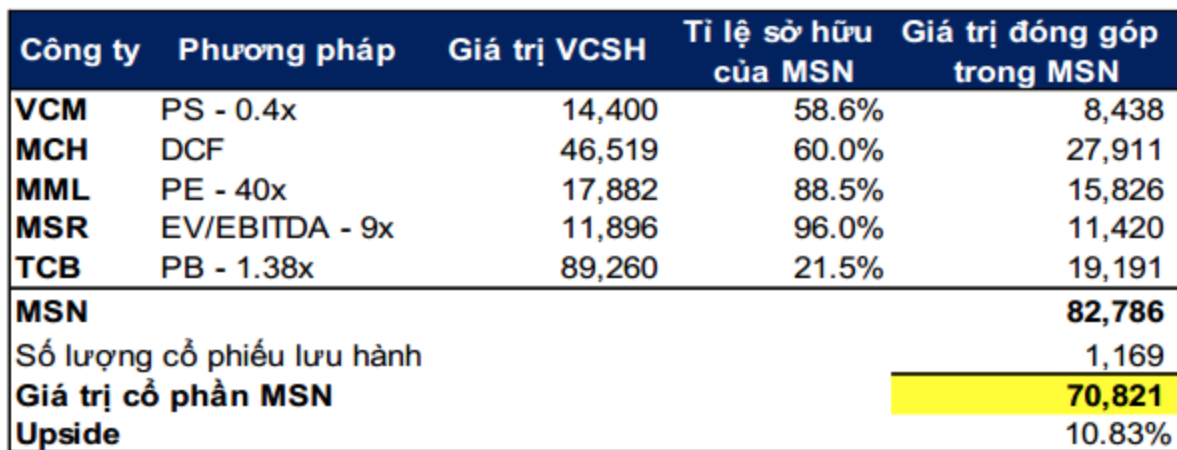 Công ty Phương pháp Giá trị VCSH Tỉ lệ sở hữu của MSN Giá trị đóng góp trong MSN
VCM PS - 0.4x 14,400 58.6% 8,438
MCH DCF 46,519 60.0% 27,911
MML PE - 40x 17,882 88.5% 15,826
MSR EV/EBITDA - 9x 11,896 96.0% 11,420
TCB PB - 1.38x 89,260 21.5% 19,191
MSN 82,786
Số lượng cổ phiếu lưu hành 1,169
Giá trị cổ phần MSN 70,821
Upside 10.83%